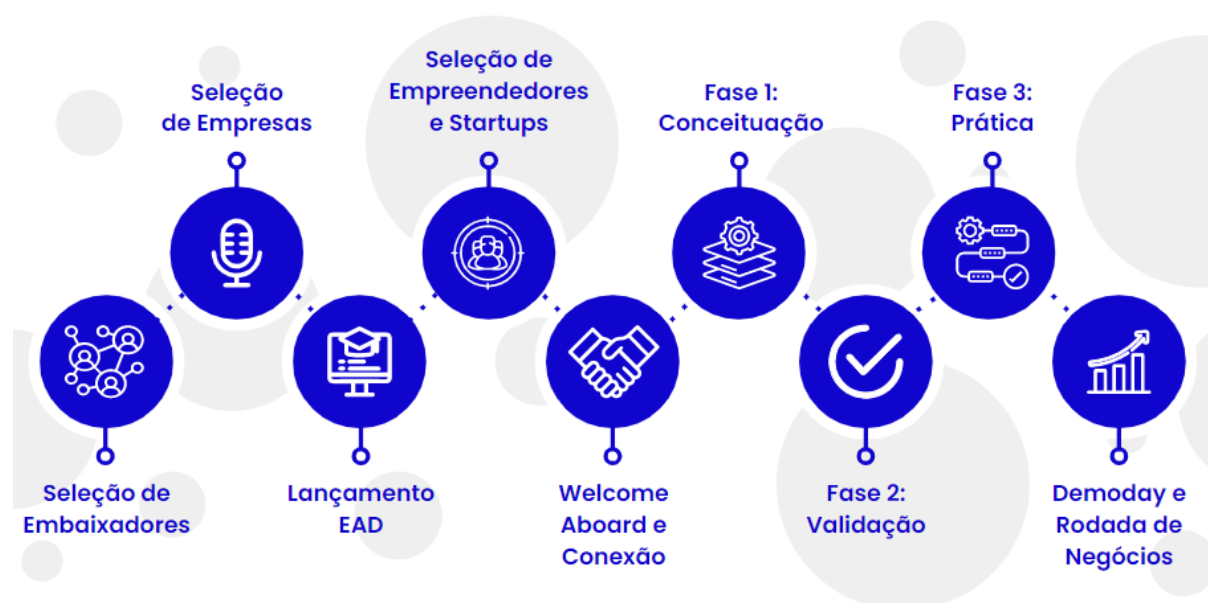 Seleção de
Embaixadores
Seleção
de Empresas
Lançamento
EAD
Seleção de
Empreendedores
e Startups
Welcome
Aboard e
Conexão
Fase 1:
Conceituação
Fase 2:
Validação
Fase 3:
Prática
Demoday e
Rodada de
Negócios